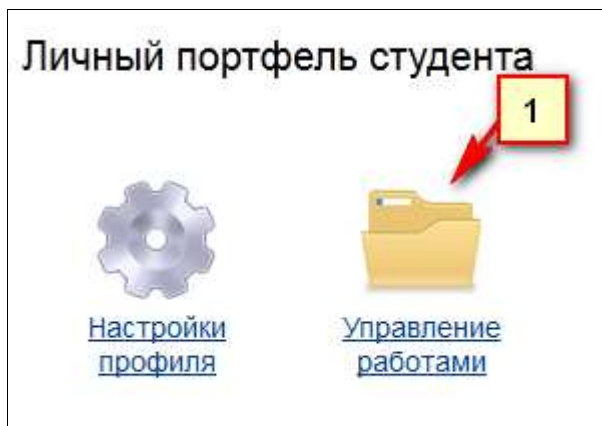 Личный портфель студента
1
Настройки
профиля
Управление
работами